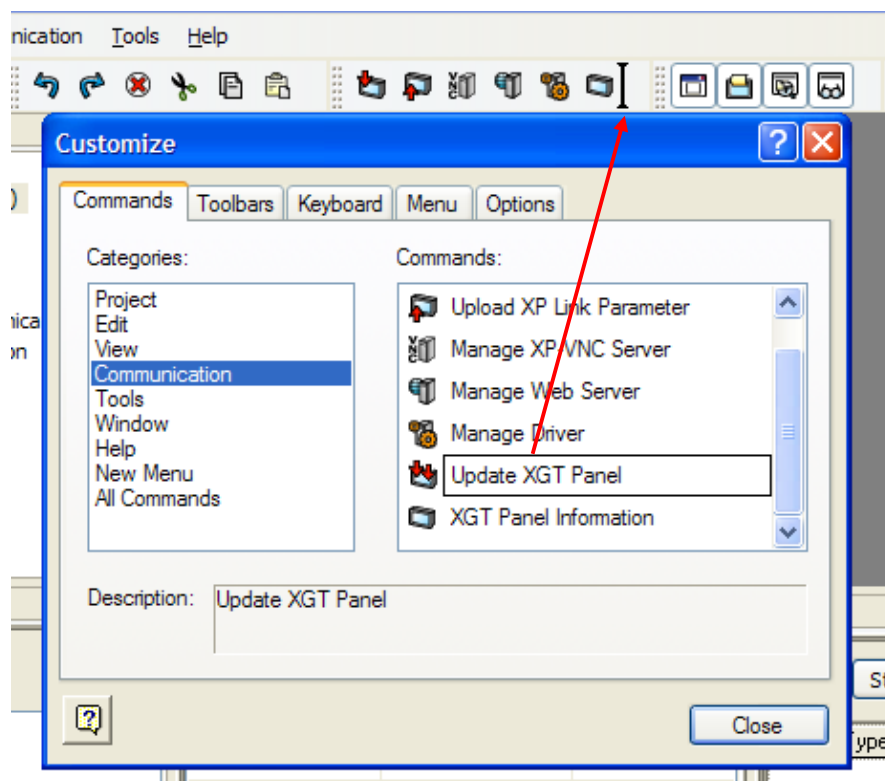 nication Tools Help
Customize
Commands Toolbars Keyboard Menu Options
Categories:
Commands:
Project
Edit
View
Communication
Tools
Window
Help
New Menu
All Commands
Upload XP Link Parameter
Manage XP-VNC Server
Manage Web Server
Manage Driver
Update XGT Panel
XGT Panel Information
Description: Update XGT Panel
Close
)
nica
on
St
ype